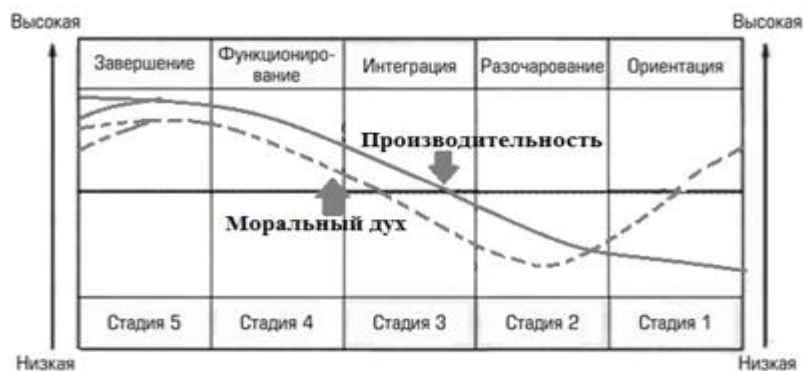 Высокая
Высокая
Завершение
Функциониро-
вание
Интеграция
Разочарование
Ориентация
Производительность
Моральный дух
Стадия 5
Стадия 4
Стадия 3
Стадия 2
Стадия 1
Низкая
Низкая